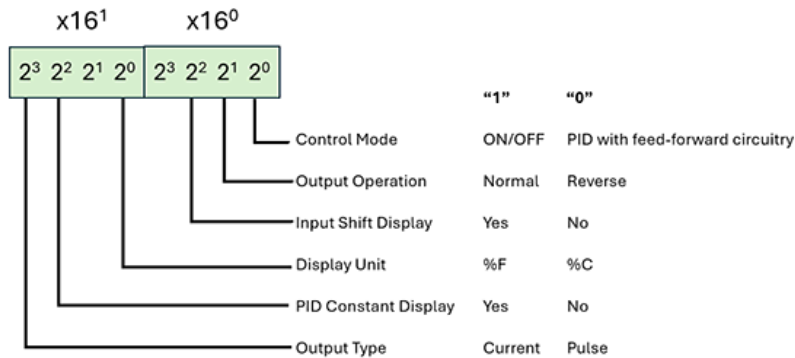 x16¹ x16⁰
2³ 2² 2¹ 2⁰ 2³ 2² 2¹ 2⁰
“1” “0”
Control Mode ON/OFF PID with feed-forward circuitry
Output Operation Normal Reverse
Input Shift Display Yes No
Display Unit %F %C
PID Constant Display Yes No
Output Type Current Pulse